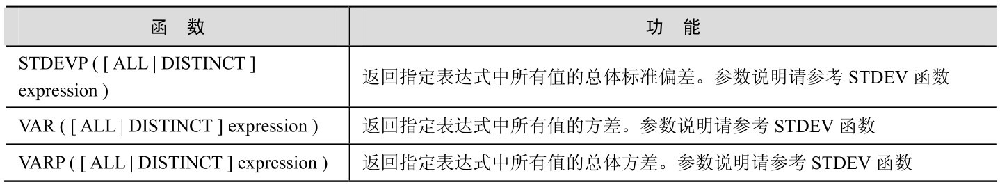 函 数
功 能
STDEVP ( [ ALL | DISTINCT ]
expression )
返回指定表达式中所有值的总体标准偏差。参数说明请参考 STDEV 函数
VAR ( [ ALL | DISTINCT ] expression )
返回指定表达式中所有值的方差。参数说明请参考 STDEV 函数
VARP ( [ ALL | DISTINCT ] expression )
返回指定表达式中所有值的总体方差。参数说明请参考 STDEV 函数